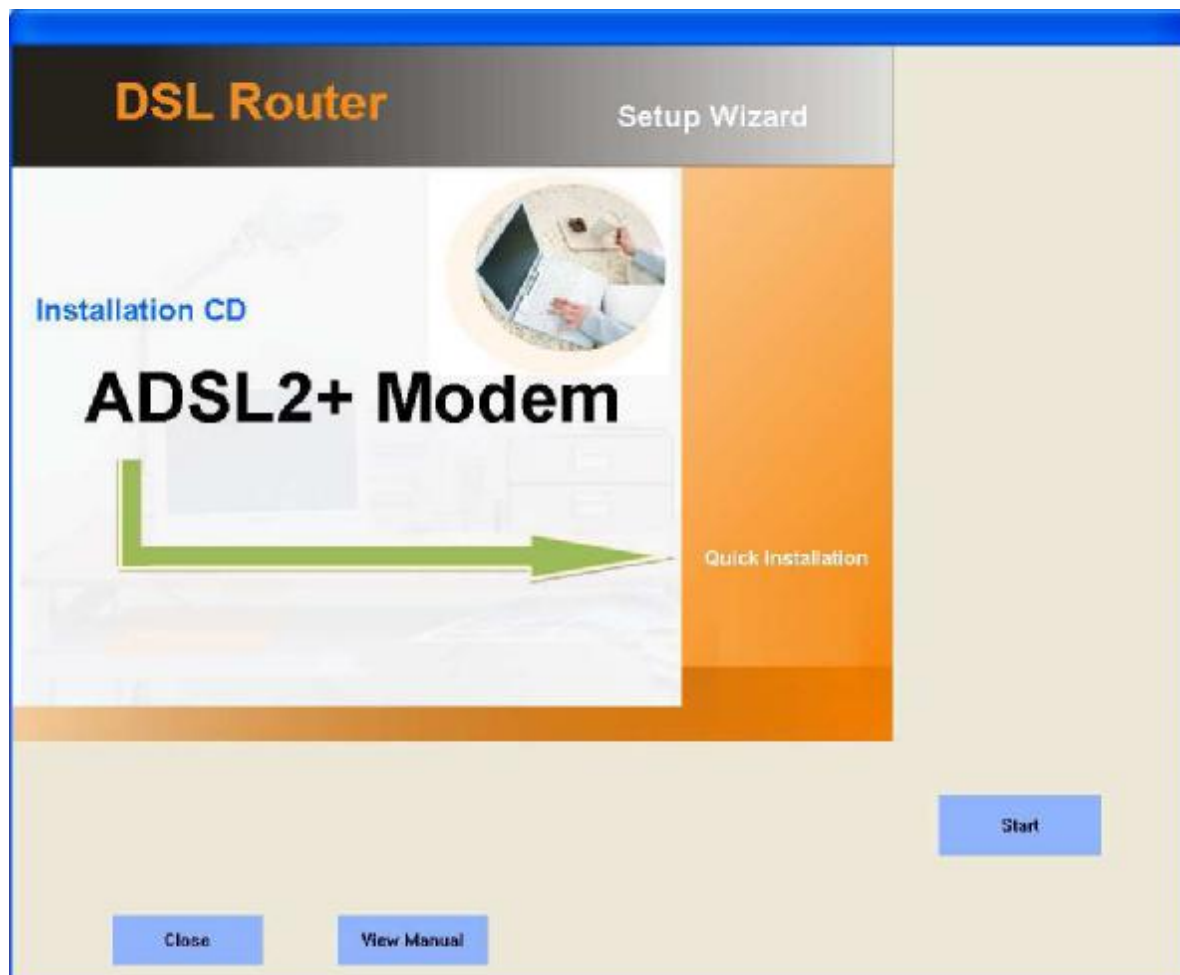 DSL Router
Setup Wizard
Installation CD
ADSL2+ Modem
Quick Installation
Start
Close
View Manual